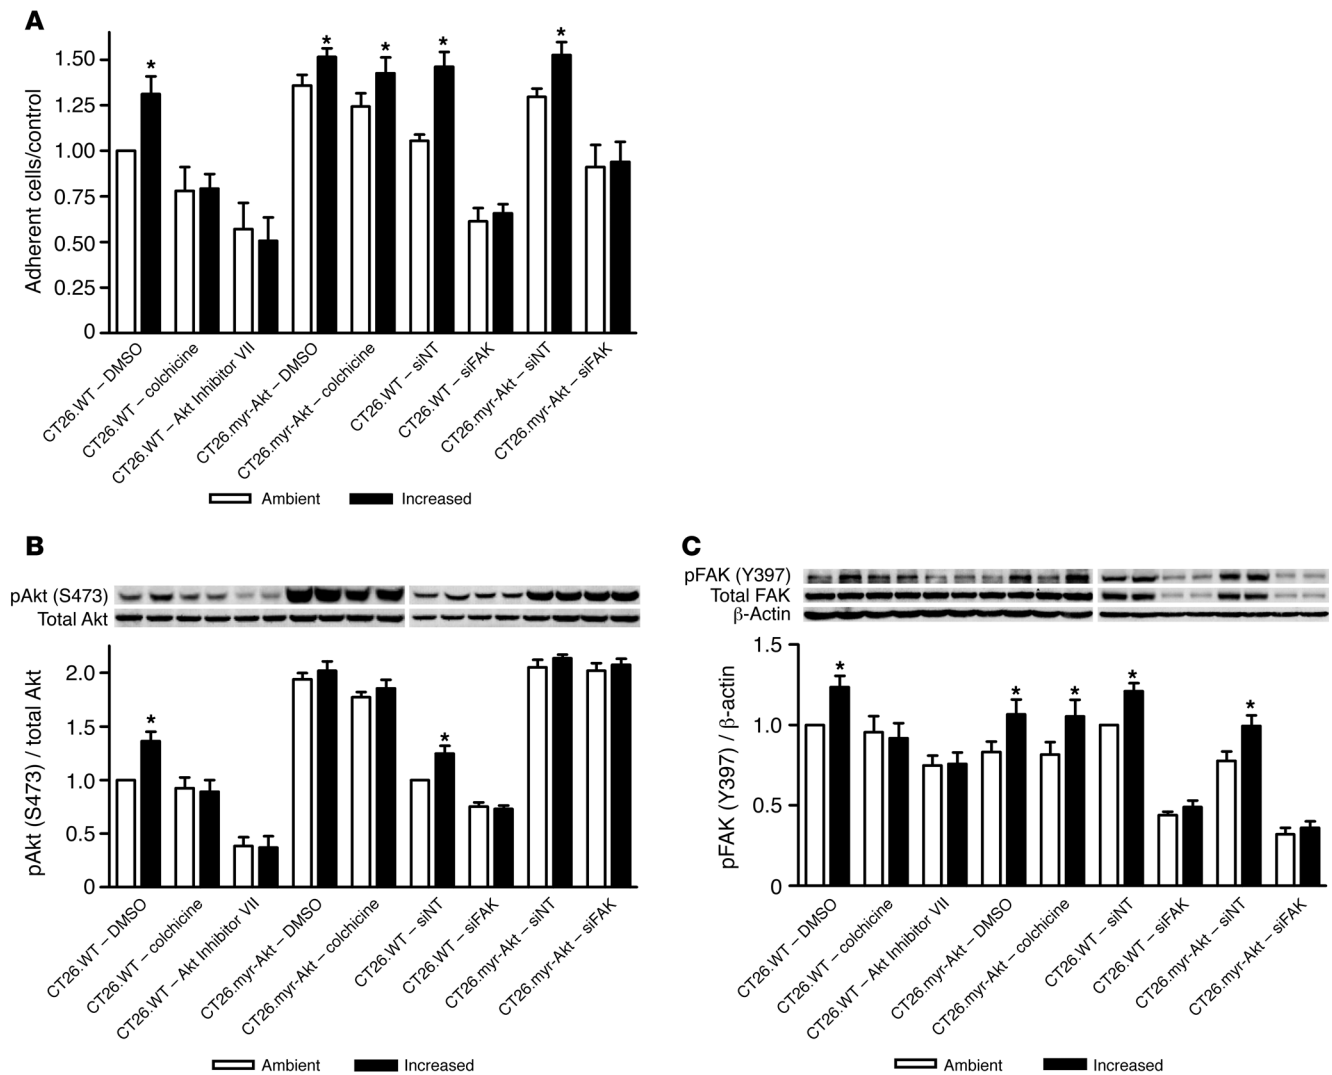 A
Adherent cells/control
1.50
1.25
1.00
0.75
0.50
0.25
0
* * * * * *
CT26.WT – DMSO
CT26.WT – colchicine
CT26.WT – Akt Inhibitor VII
CT26.myr-Akt – DMSO
CT26.myr-Akt – colchicine
CT26.WT – siNT
CT26.WT – siFAK
CT26.myr-Akt – siNT
CT26.myr-Akt – siFAK
Ambient Increased
B
pAkt (S473)
Total Akt
pAkt (S473) / total Akt
2.0
1.5
1.0
0.5
0
* *
CT26.WT – DMSO
CT26.WT – colchicine
CT26.WT – Akt Inhibitor VII
CT26.myr-Akt – DMSO
CT26.myr-Akt – colchicine
CT26.WT – siNT
CT26.WT – siFAK
CT26.myr-Akt – siNT
CT26.myr-Akt – siFAK
Ambient Increased
C
pFAK (Y397)
Total FAK
β-Actin
pFAK (Y397) / β-actin
1.5
1.0
0.5
0
* * * * *
CT26.WT – DMSO
CT26.WT – colchicine
CT26.WT – Akt Inhibitor VII
CT26.myr-Akt – DMSO
CT26.myr-Akt – colchicine
CT26.WT – siNT
CT26.WT – siFAK
CT26.myr-Akt – siNT
CT26.myr-Akt – siFAK
Ambient Increased